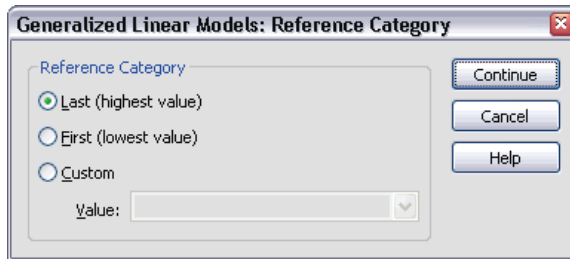 Generalized Linear Models: Reference Category
Reference Category
Last (highest value)
First (lowest value)
Custom
Value:
Continue
Cancel
Help